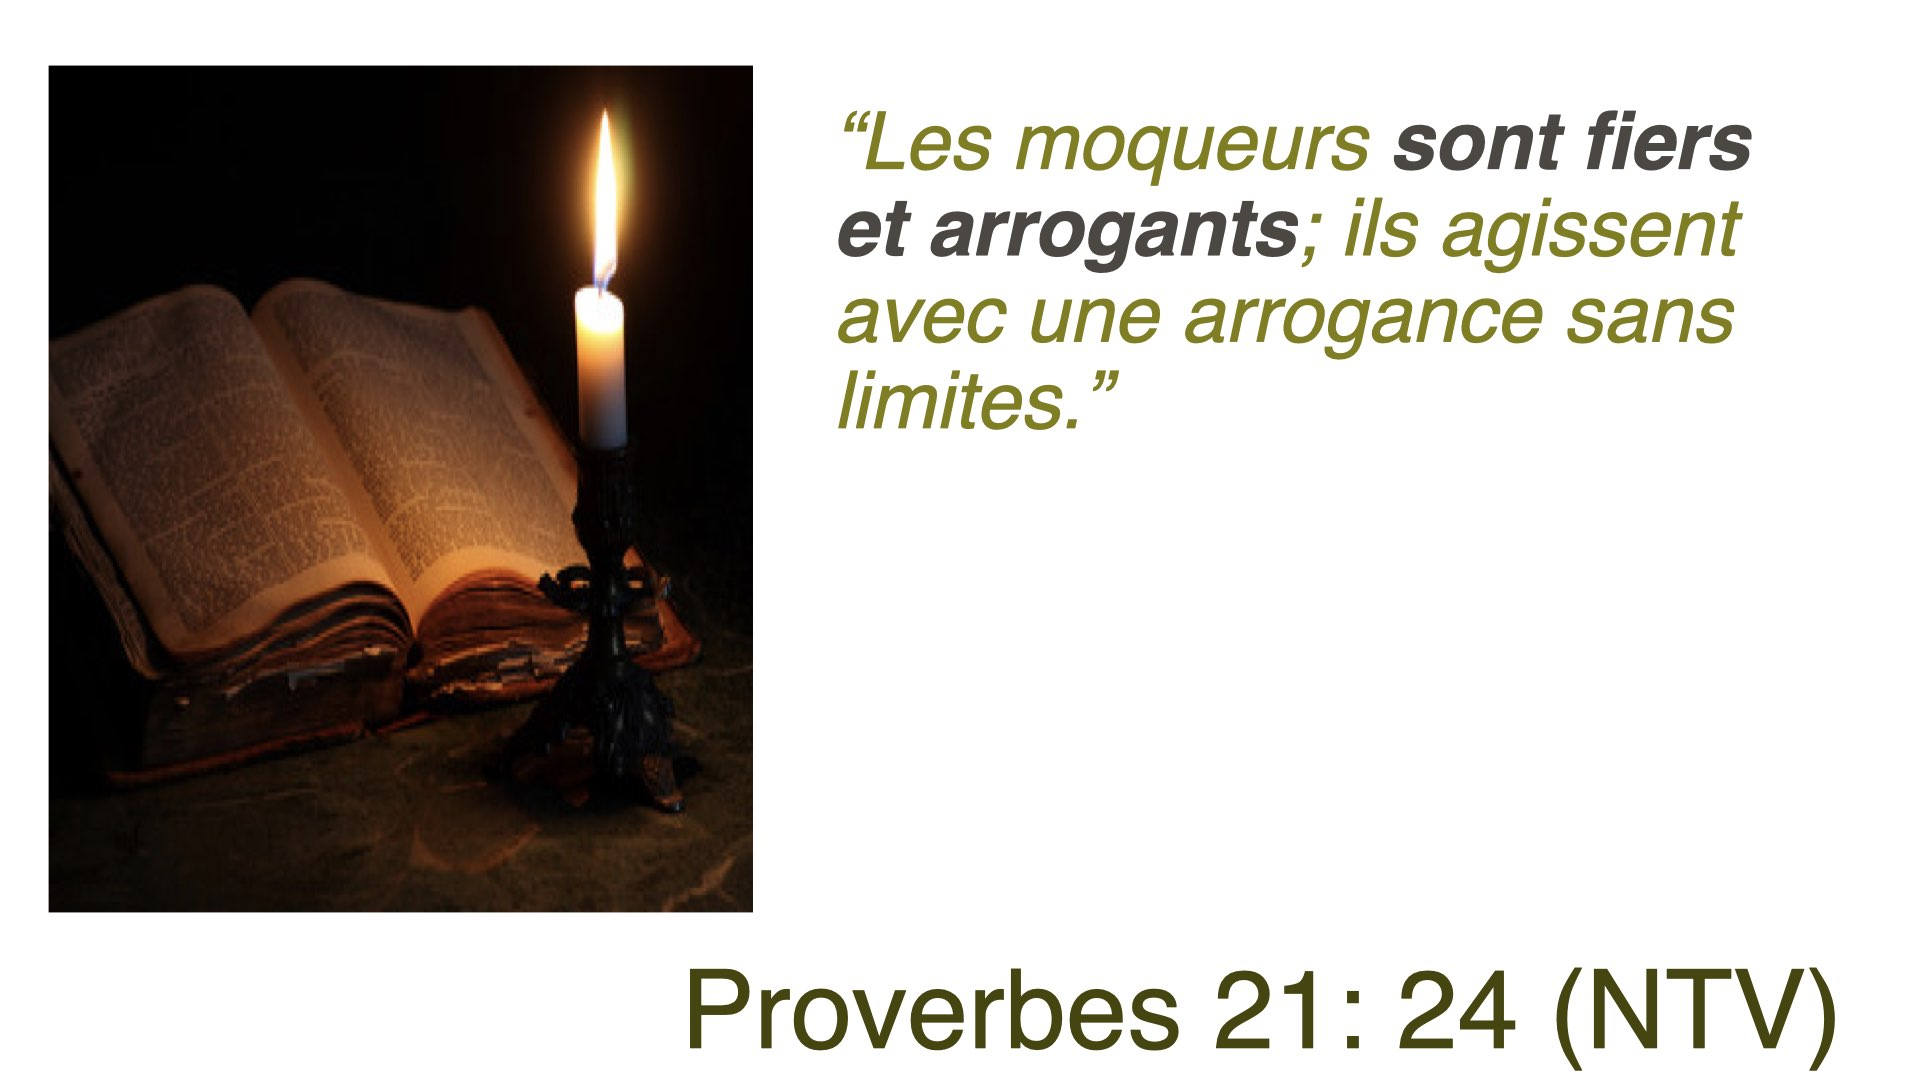 “Les moqueurs sont fiers
et arrogants; ils agissent
avec une arrogance sans
limites.”
Proverbes 21: 24 (NTV)